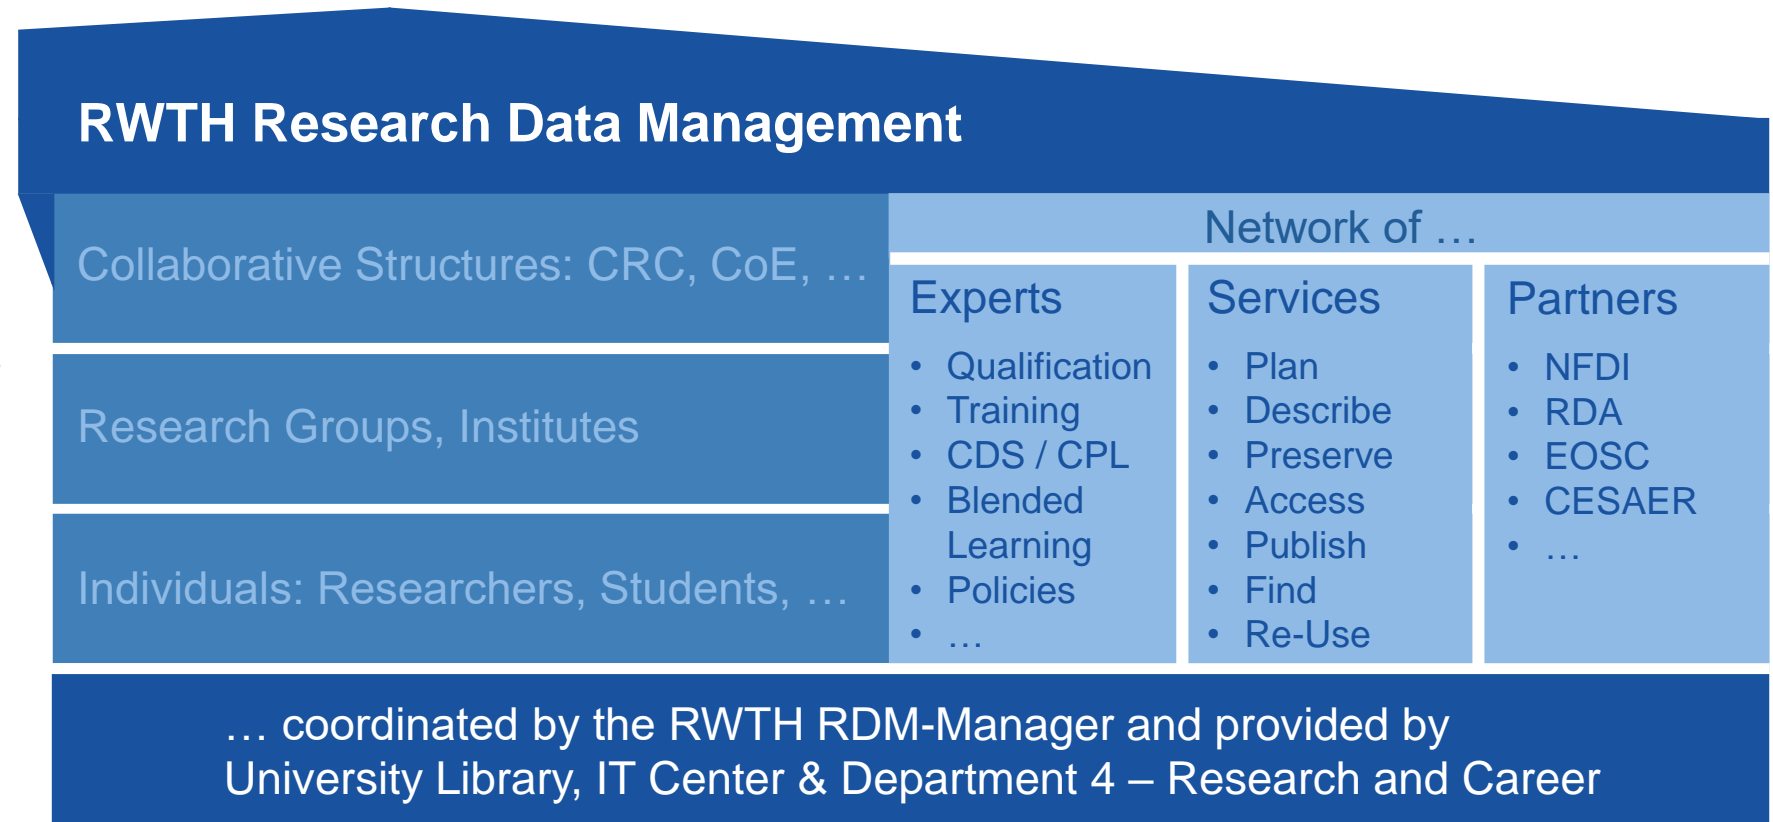 RWTH Research Data Management
Collaborative Structures: CRC, CoE, …
Research Groups, Institutes
Individuals: Researchers, Students, …
Network of …
Experts
• Qualification
• Training
• CDS / CPL
• Blended
Learning
• Policies
• …
Services
• Plan
• Describe
• Preserve
• Access
• Publish
• Find
• Re-Use
Partners
• NFDI
• RDA
• EOSC
• CESAER
• …
… coordinated by the RWTH RDM-Manager and provided by
University Library, IT Center & Department 4 – Research and Career